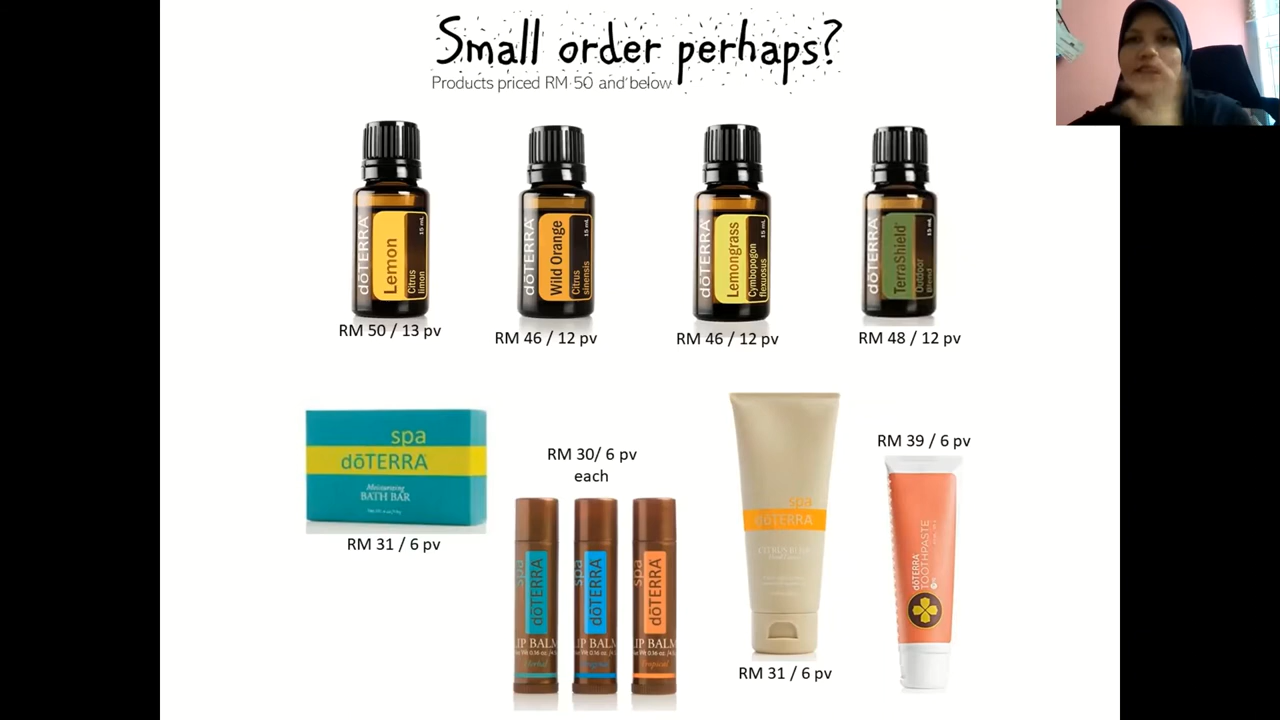 Small order perhaps?
Products priced RM 50 and below
dōTERRA
Lemon
Citrus
limon
15 mL
dōTERRA
Wild Orange
Citrus
sinensis
15 mL
dōTERRA
Lemongrass
Cymbopogon
flexuosus
15 mL
dōTERRA
TerraShield
Outdoor
Blend
15 mL
RM 50 / 13 pv
RM 46 / 12 pv
RM 46 / 12 pv
RM 48 / 12 pv
spa
dōTERRA
Moisturizing
BATH BAR
RM 31 / 6 pv
RM 30/ 6 pv
each
spa
dōTERRA
LIP BALM
Herbal
spa
dōTERRA
LIP BALM
spa
dōTERRA
LIP BALM
Tropical
spa
dōTERRA
RM 31 / 6 pv
RM 39 / 6 pv
dōTERRA
TOOTHPASTE